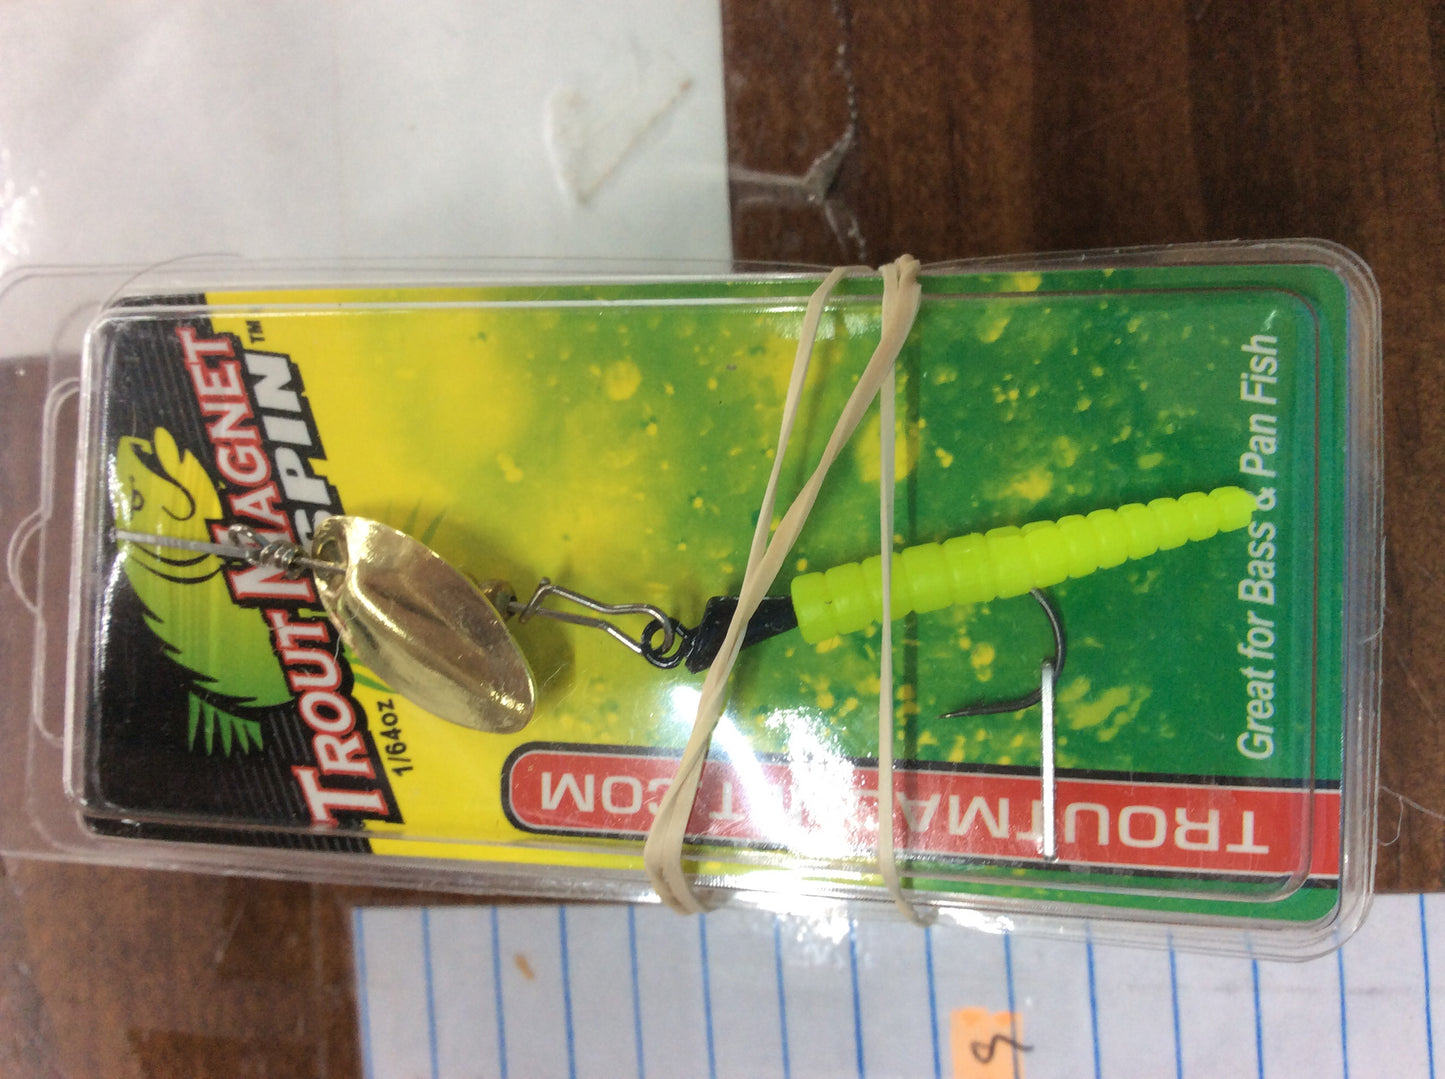 TROUT MAGNET
SPIN™
1/64oz
Great for Bass & Pan Fish